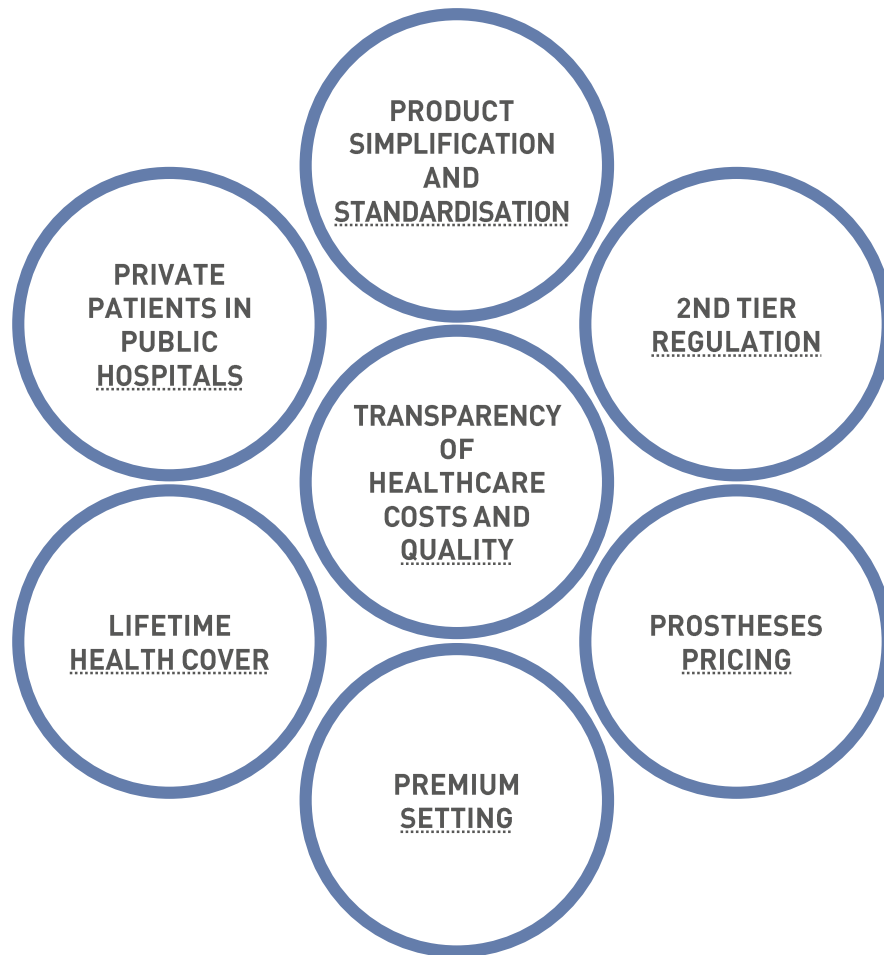 PRODUCT
SIMPLIFICATION
AND
STANDARDISATION
PRIVATE
PATIENTS IN
PUBLIC
HOSPITALS
2ND TIER
REGULATION
TRANSPARENCY
OF
HEALTHCARE
COSTS AND
QUALITY
LIFETIME
HEALTH COVER
PROSTHESES
PRICING
PREMIUM
SETTING